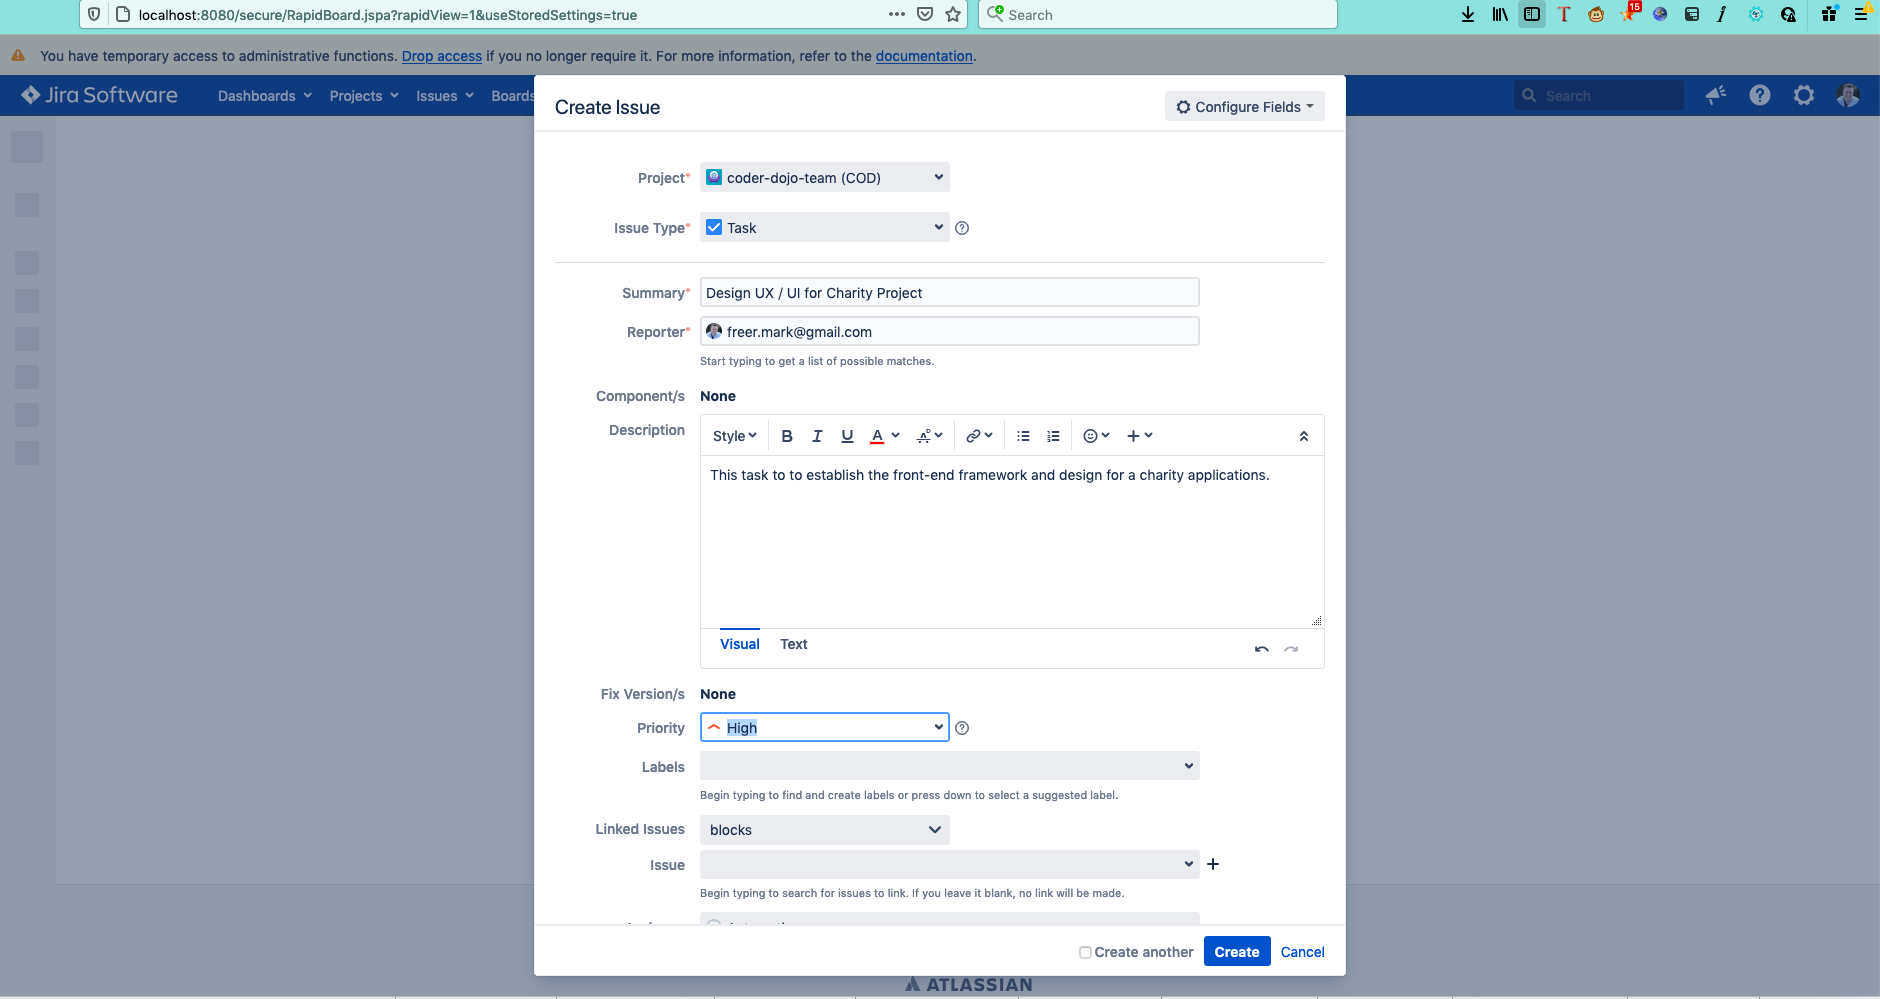 localhost:8080/secure/RapidBoard.jspa?rapidView=1&useStoredSettings=true
Search
15
You have temporary access to administrative functions. Drop access if you no longer require it. For more information, refer to the documentation.
Jira Software
Dashboards
Projects
Issues
Boards
Search
Create Issue
Configure Fields
Project*
coder-dojo-team (COD)
Issue Type*
Task
Summary*
Design UX / UI for Charity Project
Reporter*
freer.mark@gmail.com
Start typing to get a list of possible matches.
Component/s
None
Description
Style
B I U A
This task to to establish the front-end framework and design for a charity applications.
Visual
Text
Fix Version/s
None
Priority
High
Labels
Begin typing to find and create labels or press down to select a suggested label.
Linked Issues
blocks
Issue
Begin typing to search for issues to link. If you leave it blank, no link will be made.
Create another
Create
Cancel
ATLASSIAN